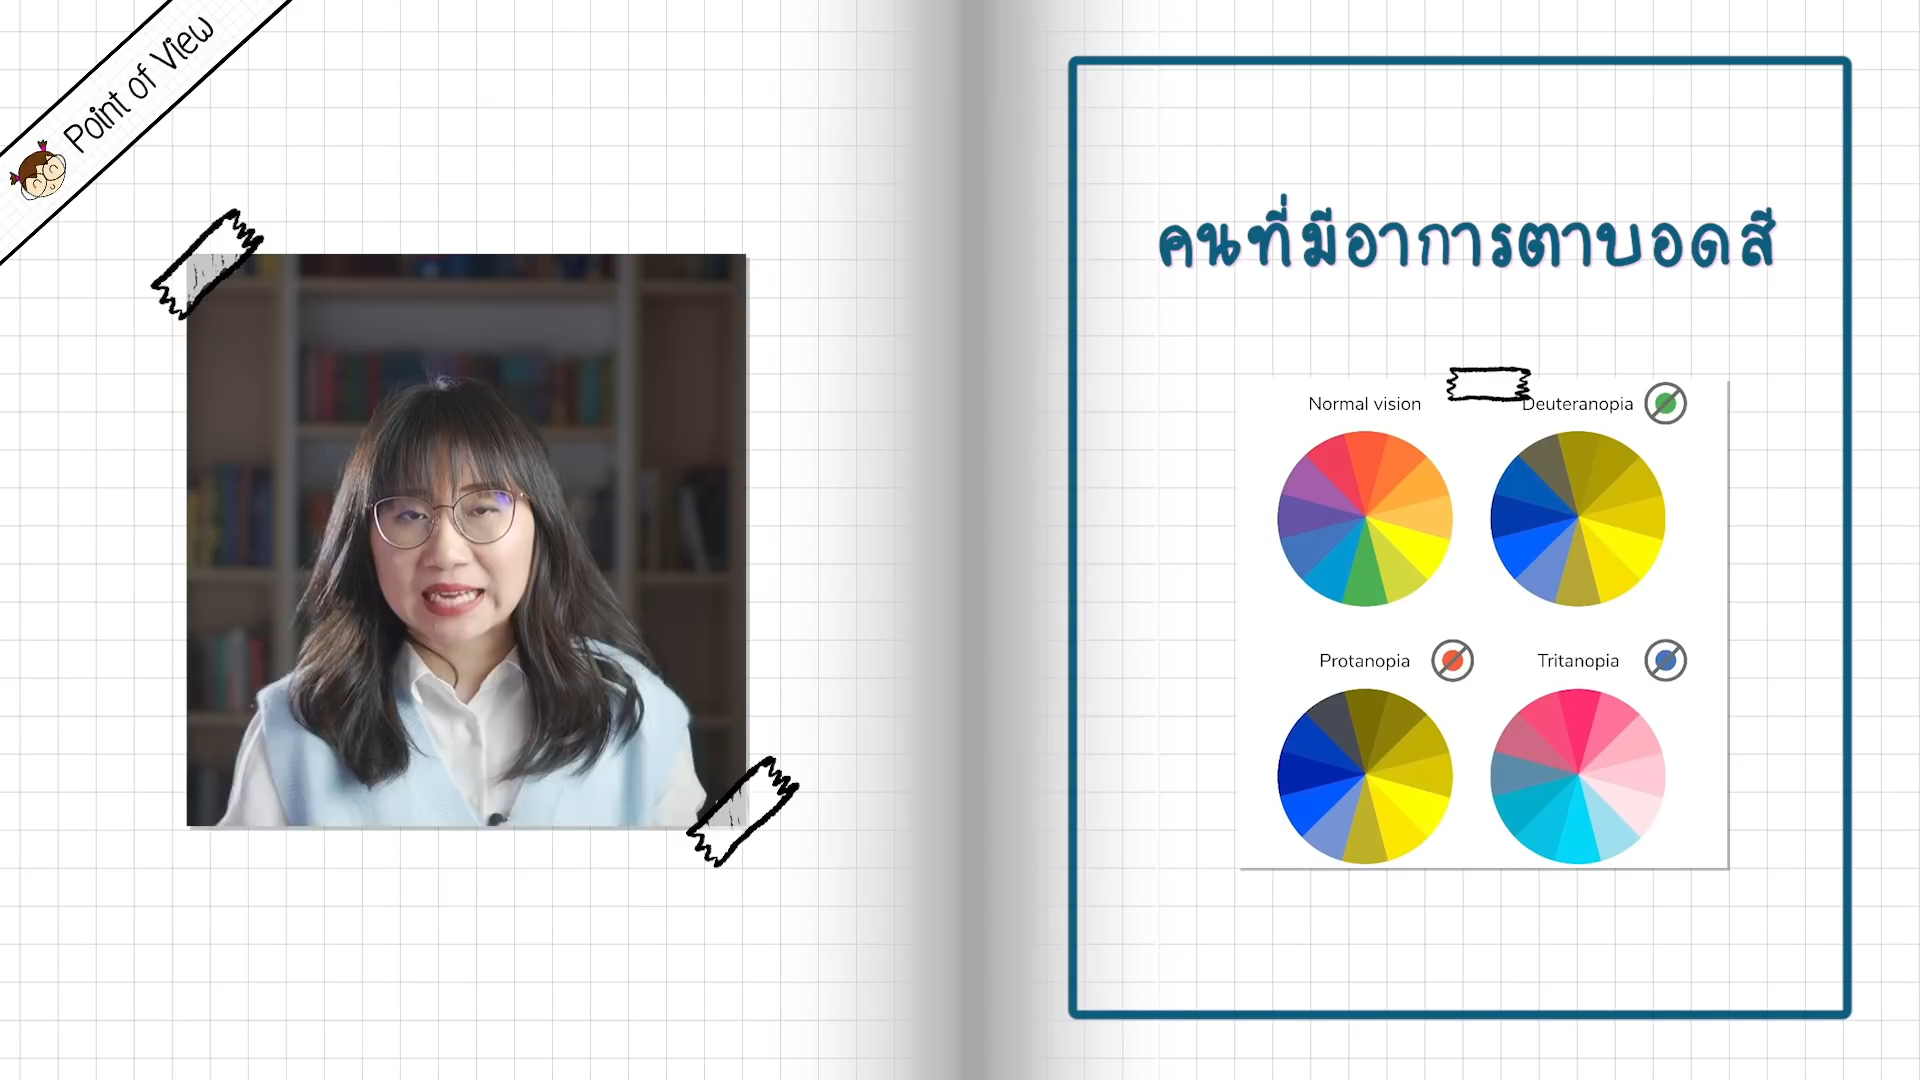 Point of View
คนที่มีอาการตาบอดสี
Normal vision
Deuteranopia
Protanopia
Tritanopia